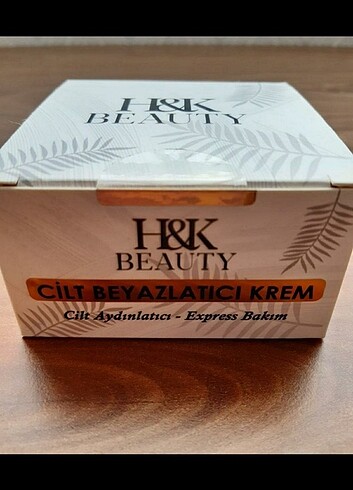 H&K
BEAUTY
H&K
BEAUTY
CİLT BEYAZLATICI KREM
Cilt Aydınlatıcı - Express Bakım